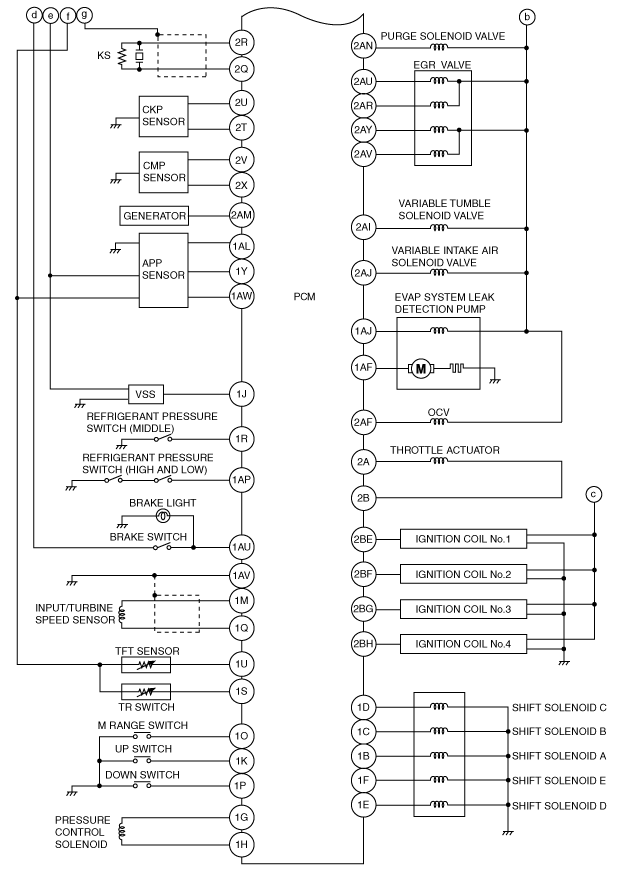 d e f g
b
2R
KS
2Q
2U
CKP
SENSOR
2T
2V
CMP
SENSOR
2X
GENERATOR
2AM
1AL
APP
SENSOR
1Y
1AW
VSS
1J
REFRIGERANT PRESSURE
SWITCH (MIDDLE)
1R
REFRIGERANT PRESSURE
SWITCH (HIGH AND LOW)
1AP
BRAKE LIGHT
BRAKE SWITCH
1AU
1AV
1M
INPUT/TURBINE
SPEED SENSOR
1Q
TFT SENSOR
1U
1S
TR SWITCH
M RANGE SWITCH
1O
UP SWITCH
1K
DOWN SWITCH
1P
1G
PRESSURE
CONTROL
SOLENOID
1H
PCM
PURGE SOLENOID VALVE
2AN
EGR VALVE
2AU
2AR
2AY
2AV
VARIABLE TUMBLE
SOLENOID VALVE
2AI
VARIABLE INTAKE AIR
SOLENOID VALVE
2AJ
EVAP SYSTEM LEAK
DETECTION PUMP
1AJ
1AF
M
OCV
2AF
THROTTLE ACTUATOR
2A
2B
c
2BE
IGNITION COIL No.1
2BF
IGNITION COIL No.2
2BG
IGNITION COIL No.3
2BH
IGNITION COIL No.4
1D
SHIFT SOLENOID C
1C
SHIFT SOLENOID B
1B
SHIFT SOLENOID A
1F
SHIFT SOLENOID E
1E
SHIFT SOLENOID D